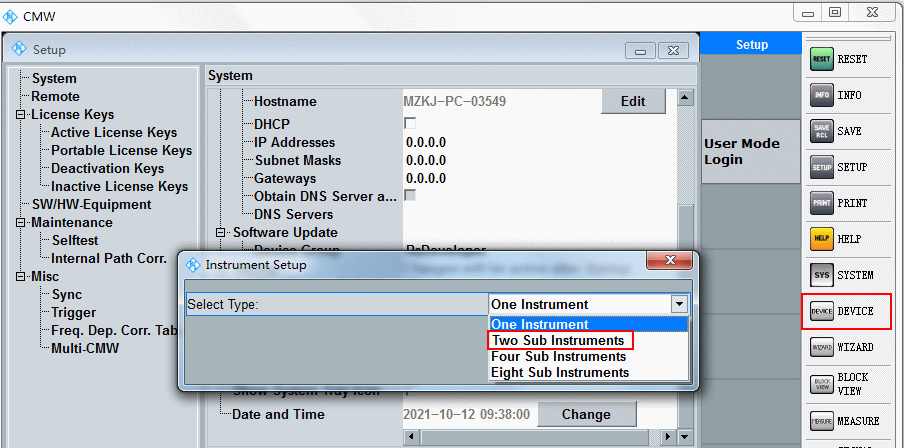 CMW
Setup
System
Remote
License Keys
Active License Keys
Portable License Keys
Deactivation Keys
Inactive License Keys
SW/HW-Equipment
Maintenance
Selftest
Internal Path Corr.
Misc
Sync
Trigger
Freq. Dep. Corr. Tab
Multi-CMW
System
Hostname MZKJ-PC-03549 Edit
DHCP
IP Addresses 0.0.0.0
Subnet Masks 0.0.0.0
Gateways 0.0.0.0
Obtain DNS Server a...
DNS Servers
Software Update
Device Group RsDeveloper
Instrument Setup
Select Type: One Instrument
One Instrument
Two Sub Instruments
Four Sub Instruments
Eight Sub Instruments
Show System Tray Icon
Date and Time 2021-10-12 09:38:00 Change
Setup
User Mode
Login
RESET RESET
INFO INFO
SAVE
RCL SAVE
SETUP SETUP
PRINT PRINT
HELP HELP
SYS SYSTEM
DEVICE DEVICE
WIZARD WIZARD
BLOCK
VIEW BLOCK
VIEW
MEASURE MEASURE